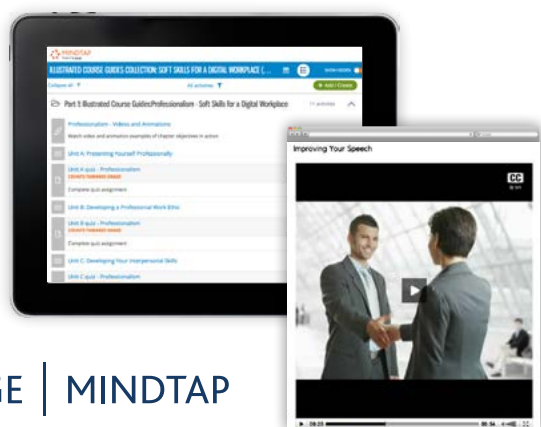 MINDTAP
ILLUSTRATED COURSE GUIDES COLLECTION: SOFT SKILLS FOR A DIGITAL WORKPLACE (...
Collapse all
All activities
+ Add / Create
Part 1: Illustrated Course Guides:Professionalism - Soft Skills for a Digital Workplace
11 activities
Professionalism - Videos and Animations
Watch video and animation examples of chapter objectives in action
Unit A: Presenting Yourself Professionally
Unit A quiz - Professionalism
COUNTS TOWARDS GRADE
Complete quiz assignment
Unit B: Developing a Professional Work Ethic
Unit B quiz - Professionalism
COUNTS TOWARDS GRADE
Complete quiz assignment
Unit C: Developing Your Interpersonal Skills
Unit C quiz - Professionalism
Improving Your Speech
CC
GE | MINDTAP